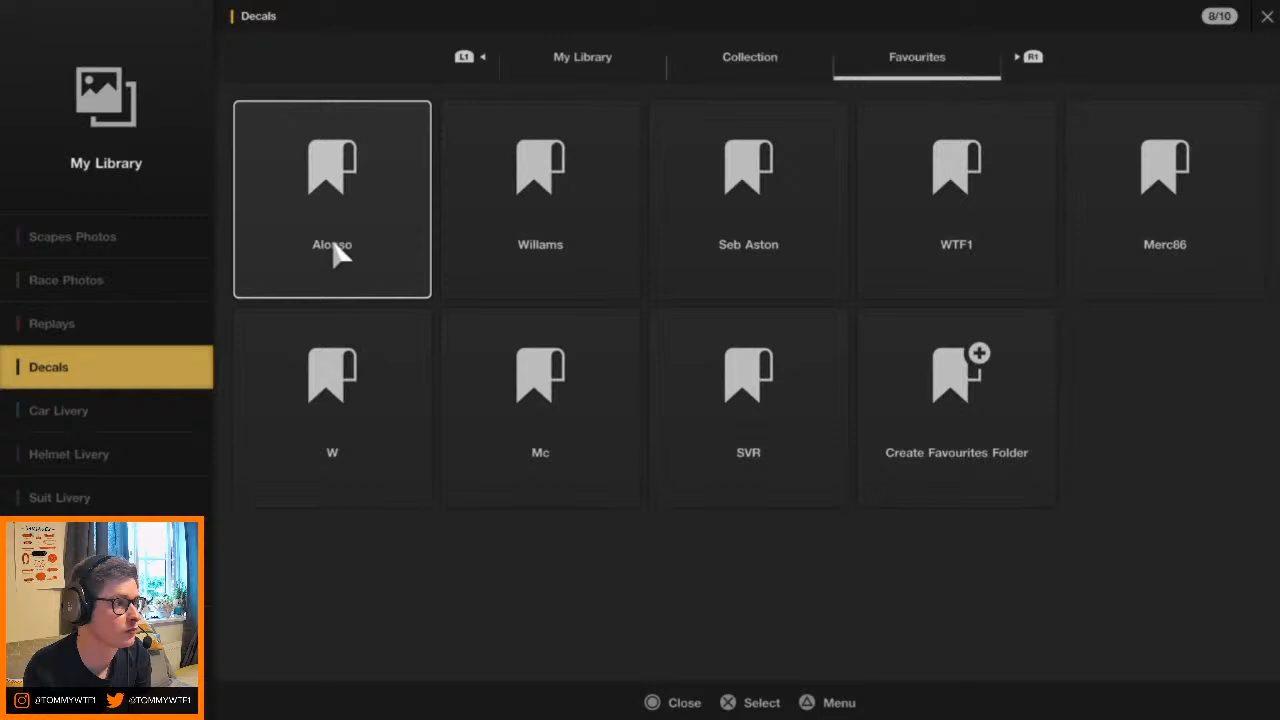 Decals
8/10
L1
My Library
Collection
Favourites
R1
My Library
Scapes Photos
Race Photos
Replays
Decals
Car Livery
Helmet Livery
Suit Livery
Alonso
Willams
Seb Aston
WTF1
Merc86
W
Mc
SVR
Create Favourites Folder
@TOMMYWTF1
@TOMMYWTF1
Close
Select
Menu